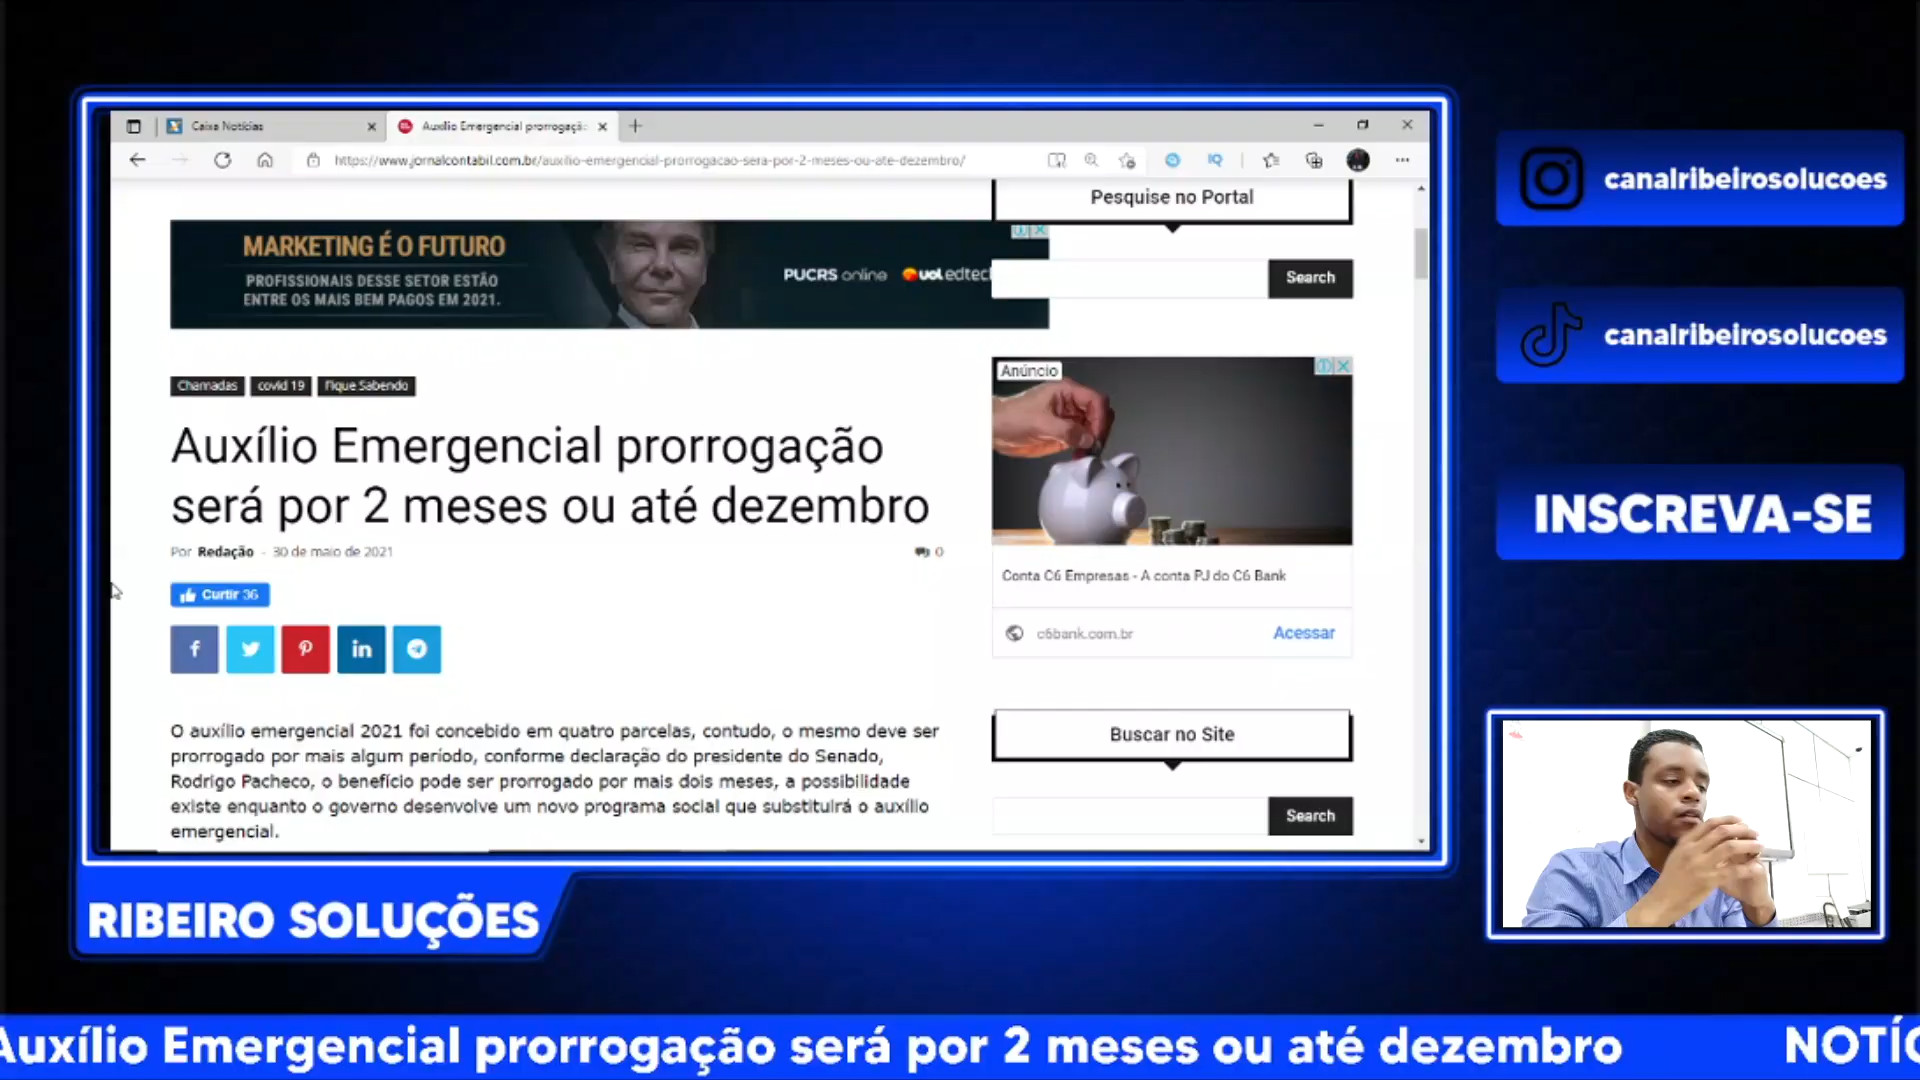 Caixa Notícias
Auxílio Emergencial prorrogaçã
https://www.jornalcontabil.com.br/auxilio-emergencial-prorrogacao-sera-por-2-meses-ou-ate-dezembro/
Pesquise no Portal
Search
MARKETING É O FUTURO
PROFISSIONAIS DESSE SETOR ESTÃO
ENTRE OS MAIS BEM PAGOS EM 2021.
PUCRS online
uol edtec
Chamadas
covid 19
Fique Sabendo
Auxílio Emergencial prorrogação
será por 2 meses ou até dezembro
Por Redação - 30 de maio de 2021
0
Curtir 36
O auxílio emergencial 2021 foi concebido em quatro parcelas, contudo, o mesmo deve ser
prorrogado por mais algum período, conforme declaração do presidente do Senado,
Rodrigo Pacheco, o benefício pode ser prorrogado por mais dois meses, a possibilidade
existe enquanto o governo desenvolve um novo programa social que substituirá o auxílio
emergencial.
Anúncio
Conta C6 Empresas - A conta PJ do C6 Bank
c6bank.com.br
Acessar
Buscar no Site
Search
canalribeirosolucoes
canalribeirosolucoes
INSCREVA-SE
RIBEIRO SOLUÇÕES
Auxílio Emergencial prorrogação será por 2 meses ou até dezembro
NOTÍC